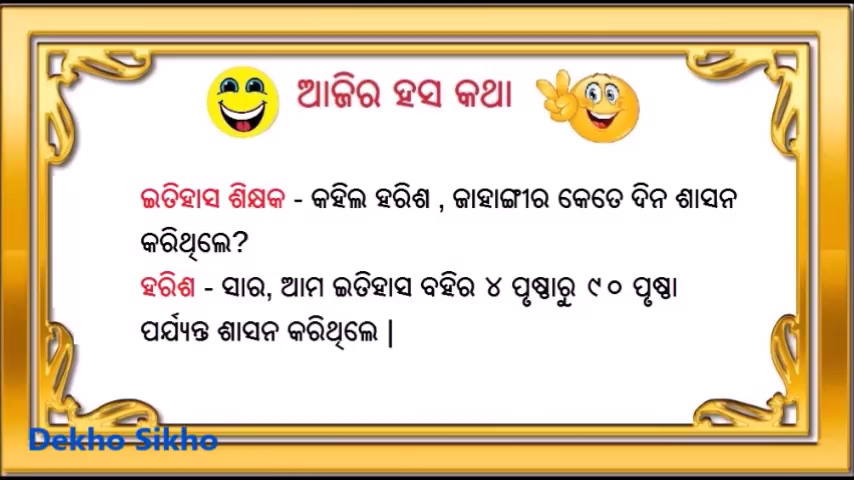 ଆଜିର ହସ କଥା
ଇତିହାସ ଶିକ୍ଷକ - କହିଲ ହରିଶ , ଜାହାଙ୍ଗୀର କେତେ ଦିନ ଶାସନ
କରିଥିଲେ?
ହରିଶ - ସାର, ଆମ ଇତିହାସ ବହିର ୪ ପୃଷ୍ଠାରୁ ୯୦ ପୃଷ୍ଠା
ପର୍ଯ୍ୟନ୍ତ ଶାସନ କରିଥିଲେ |
Dekho Sikho